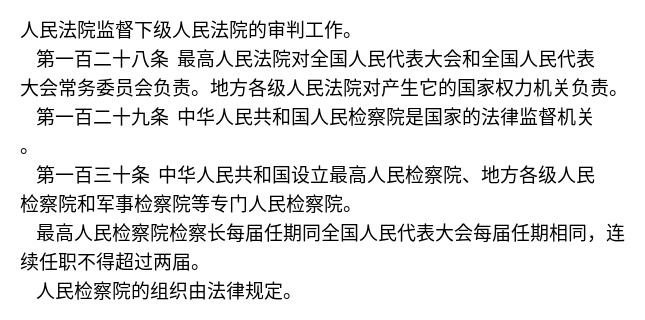 人民法院监督下级人民法院的审判工作。
第一百二十八条 最高人民法院对全国人民代表大会和全国人民代表
大会常务委员会负责。地方各级人民法院对产生它的国家权力机关负责。
第一百二十九条 中华人民共和国人民检察院是国家的法律监督机关
。
第一百三十条 中华人民共和国设立最高人民检察院、地方各级人民
检察院和军事检察院等专门人民检察院。
最高人民检察院检察长每届任期同全国人民代表大会每届任期相同，连
续任职不得超过两届。
人民检察院的组织由法律规定。